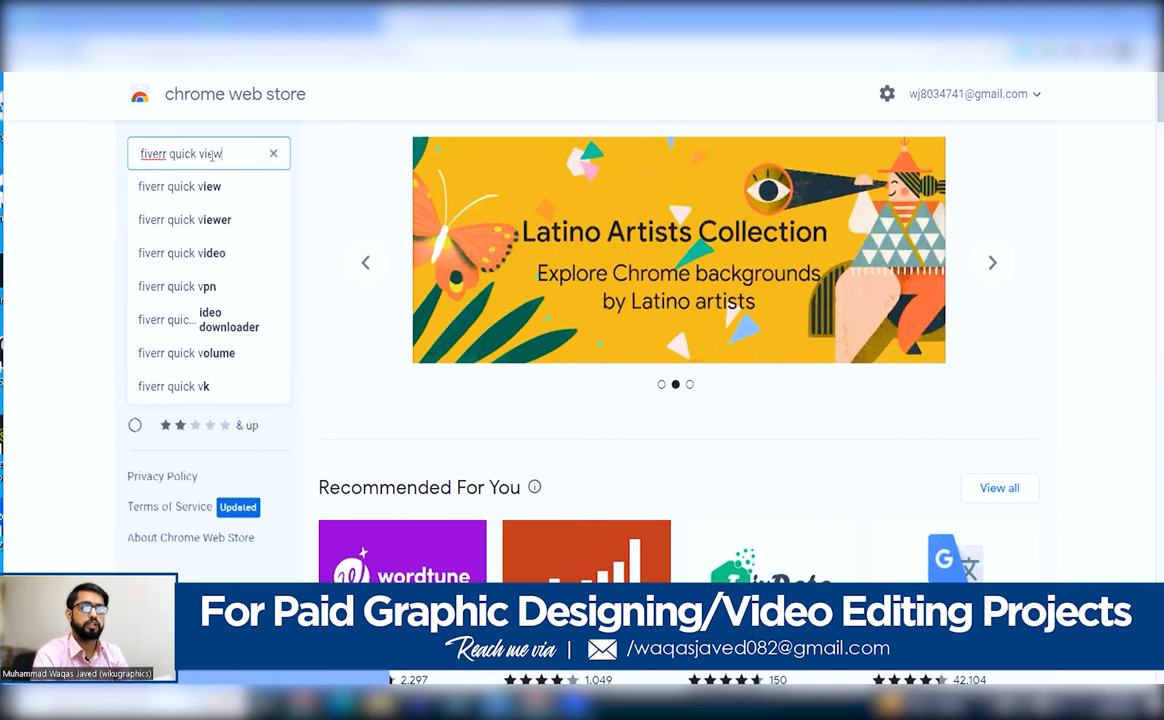 chrome web store
wj8034741@gmail.com
fiverr quick view
fiverr quick view
fiverr quick viewer
fiverr quick video
fiverr quick vpn
fiverr quic... ideo
downloader
fiverr quick volume
fiverr quick vk
& up
Privacy Policy
Terms of Service Updated
About Chrome Web Store
Latino Artists Collection
Explore Chrome backgrounds
by Latino artists
Recommended For You
View all
wordtune
G
For Paid Graphic Designing/Video Editing Projects
Reach me via | /waqasjaved082@gmail.com
Muhammad Waqas Javed (wikugraphics)
2,297
1,049
150
42,104